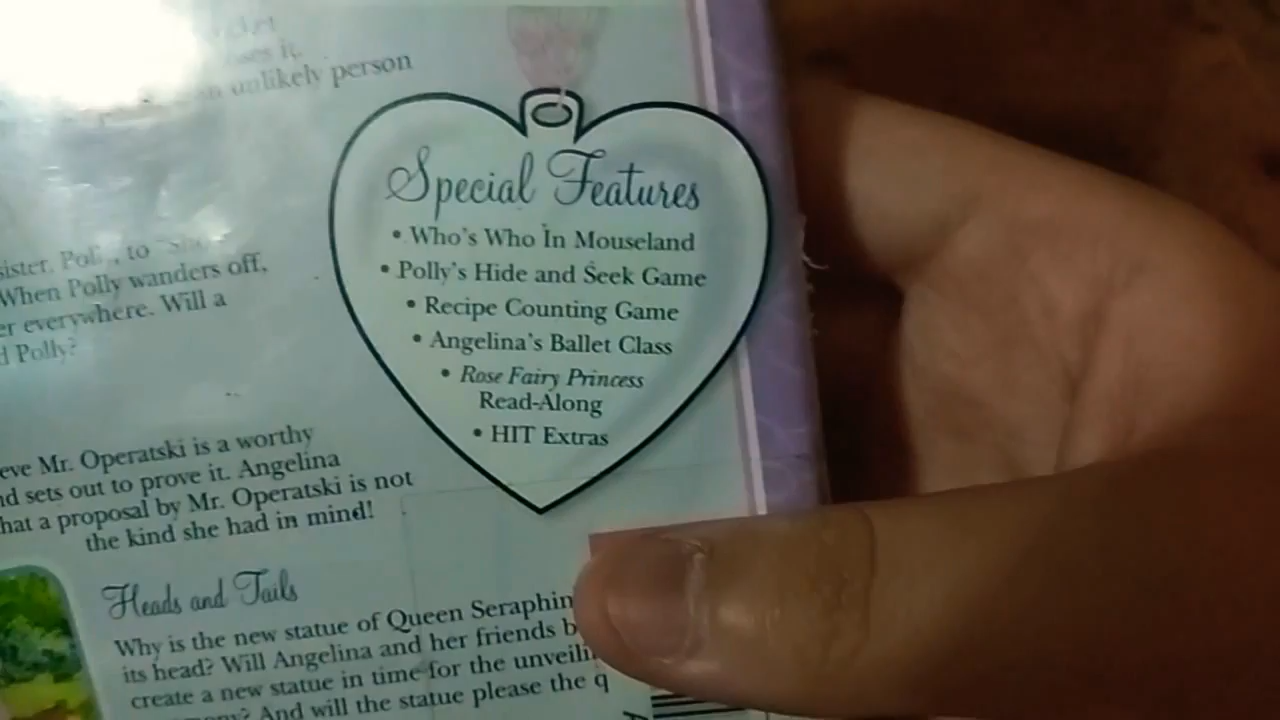 unlikely person
Special Features
• Who's Who In Mouseland
• Polly's Hide and Seek Game
• Recipe Counting Game
• Angelina's Ballet Class
• Rose Fairy Princess
Read-Along
• HIT Extras
sister, to
When Polly wanders off,
er everywhere. Will a
Polly?
eve Mr. Operatski is a worthy
nd sets out to prove it. Angelina
hat a proposal by Mr. Operatski is not
the kind she had in mind!
Heads and Tails
Why is the new statue of Queen Seraphin
its head? Will Angelina and her friends b
create a new statue in time for the unveili
And will the statue please the q